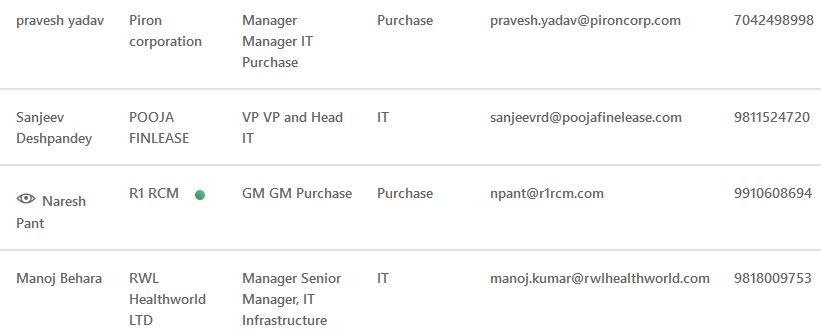 pravesh yadav Piron corporation Manager Manager IT Purchase Purchase pravesh.yadav@pironcorp.com 7042498998
Sanjeev Deshpandey POOJA FINLEASE VP VP and Head IT IT sanjeevrd@poojafinelease.com 9811524720
Naresh Pant R1 RCM GM GM Purchase Purchase npant@r1rcm.com 9910608694
Manoj Behara RWL Healthworld LTD Manager Senior Manager, IT Infrastructure IT manoj.kumar@rwlhealthworld.com 9818009753